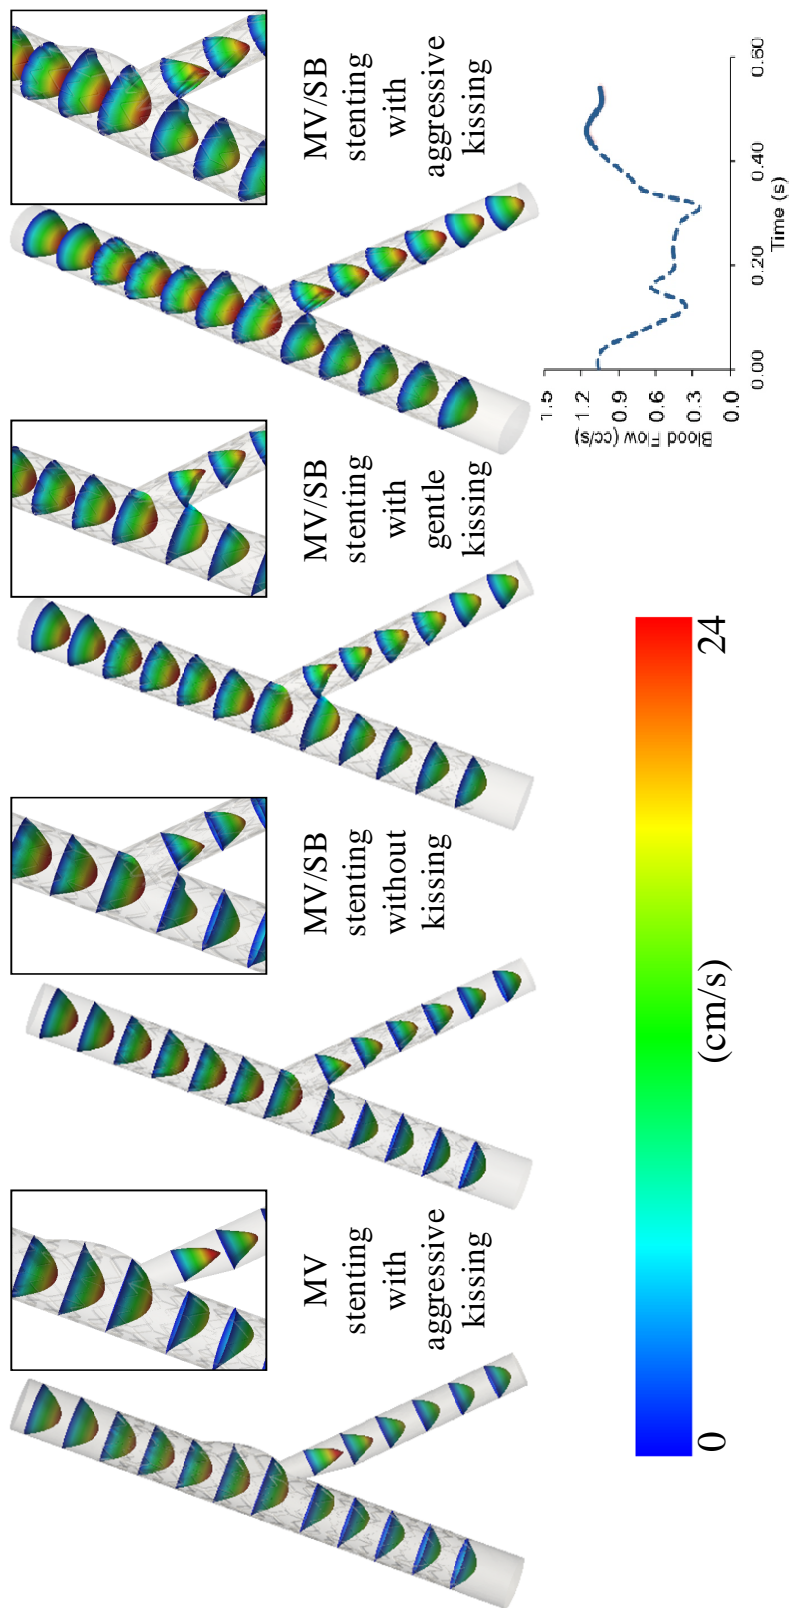 MV
stenting
with
aggressive
kissing
MV/SB
stenting
without
kissing
MV/SB
stenting
with
gentle
kissing
MV/SB
stenting
with
aggressive
kissing
0
(cm/s)
24
Blood Flow (cc/s)
1.5
1.2
0.9
0.6
0.3
0.0
0.00
0.20
0.40
0.60
Time (s)